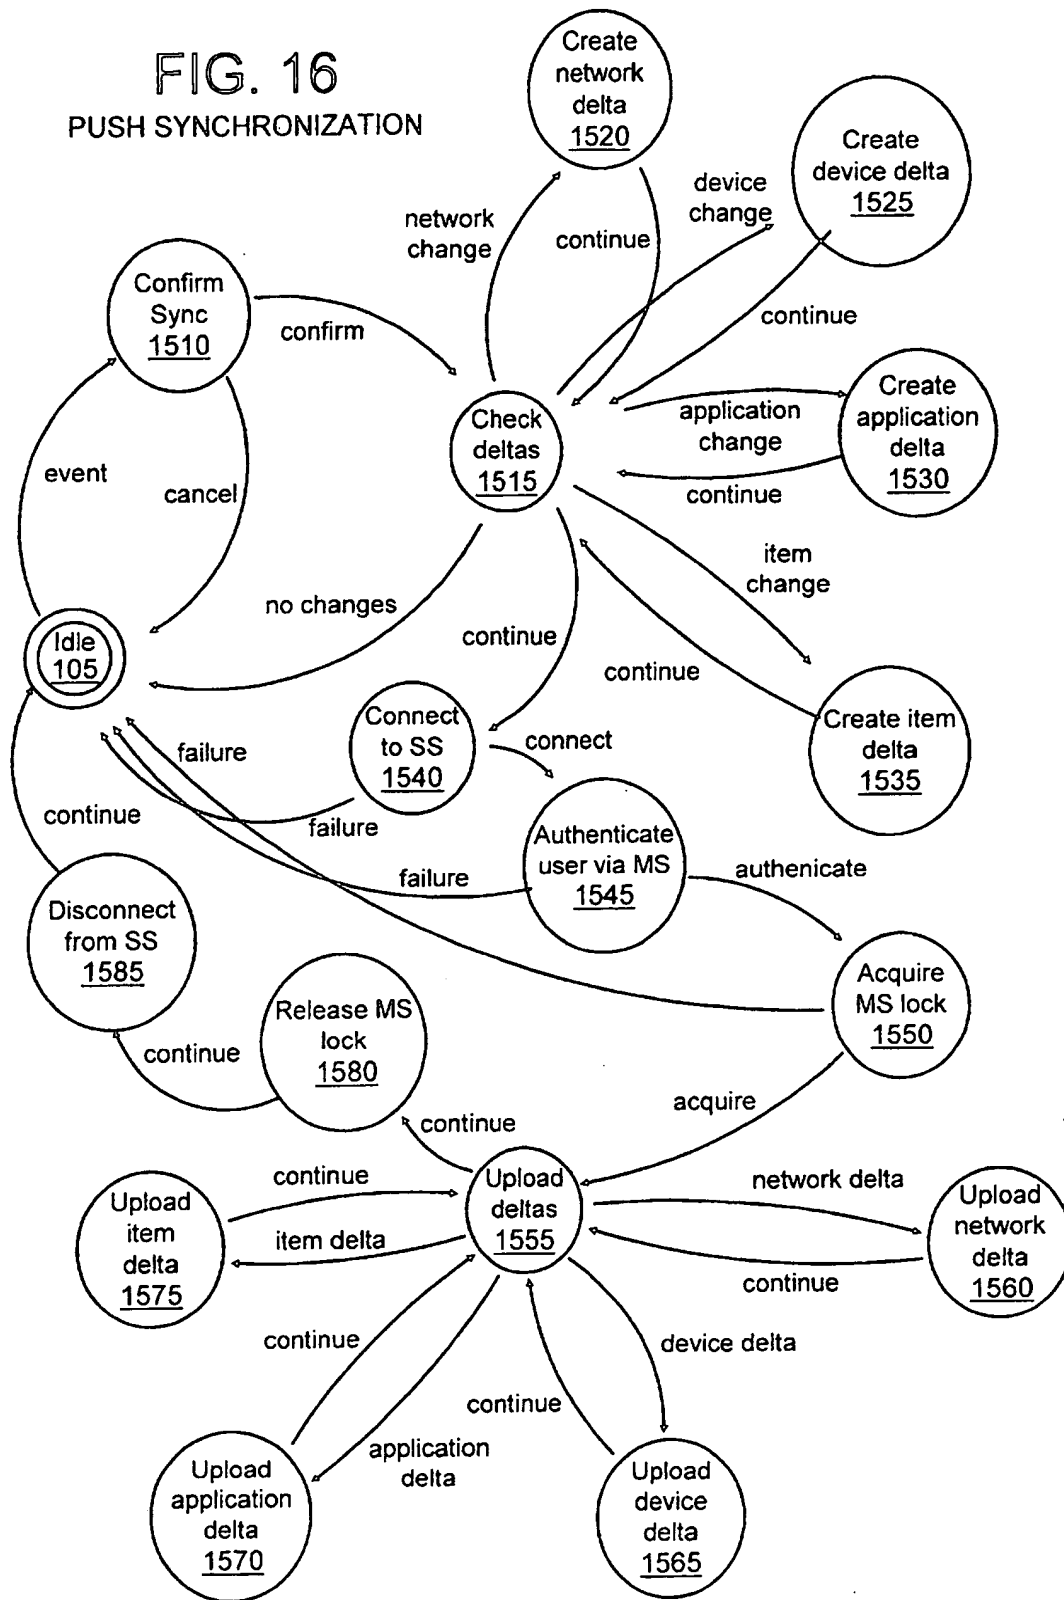 FIG. 16
PUSH SYNCHRONIZATION
Create
network
delta
1520
Create
device delta
1525
device
change
network
change
continue
continue
Confirm
Sync
1510
confirm
Check
deltas
1515
application
change
continue
Create
application
delta
1530
event
cancel
item
change
no changes
continue
continue
Idle
105
Connect
to SS
1540
connect
Create item
delta
1535
failure
failure
continue
failure
Authenticate
user via MS
1545
authenicate
Disconnect
from SS
1585
Acquire
MS lock
1550
Release MS
lock
1580
continue
acquire
continue
Upload
deltas
1555
network delta
Upload
network
delta
1560
continue
continue
item delta
Upload
item
delta
1575
continue
device delta
continue
application
delta
Upload
application
delta
1570
Upload
device
delta
1565